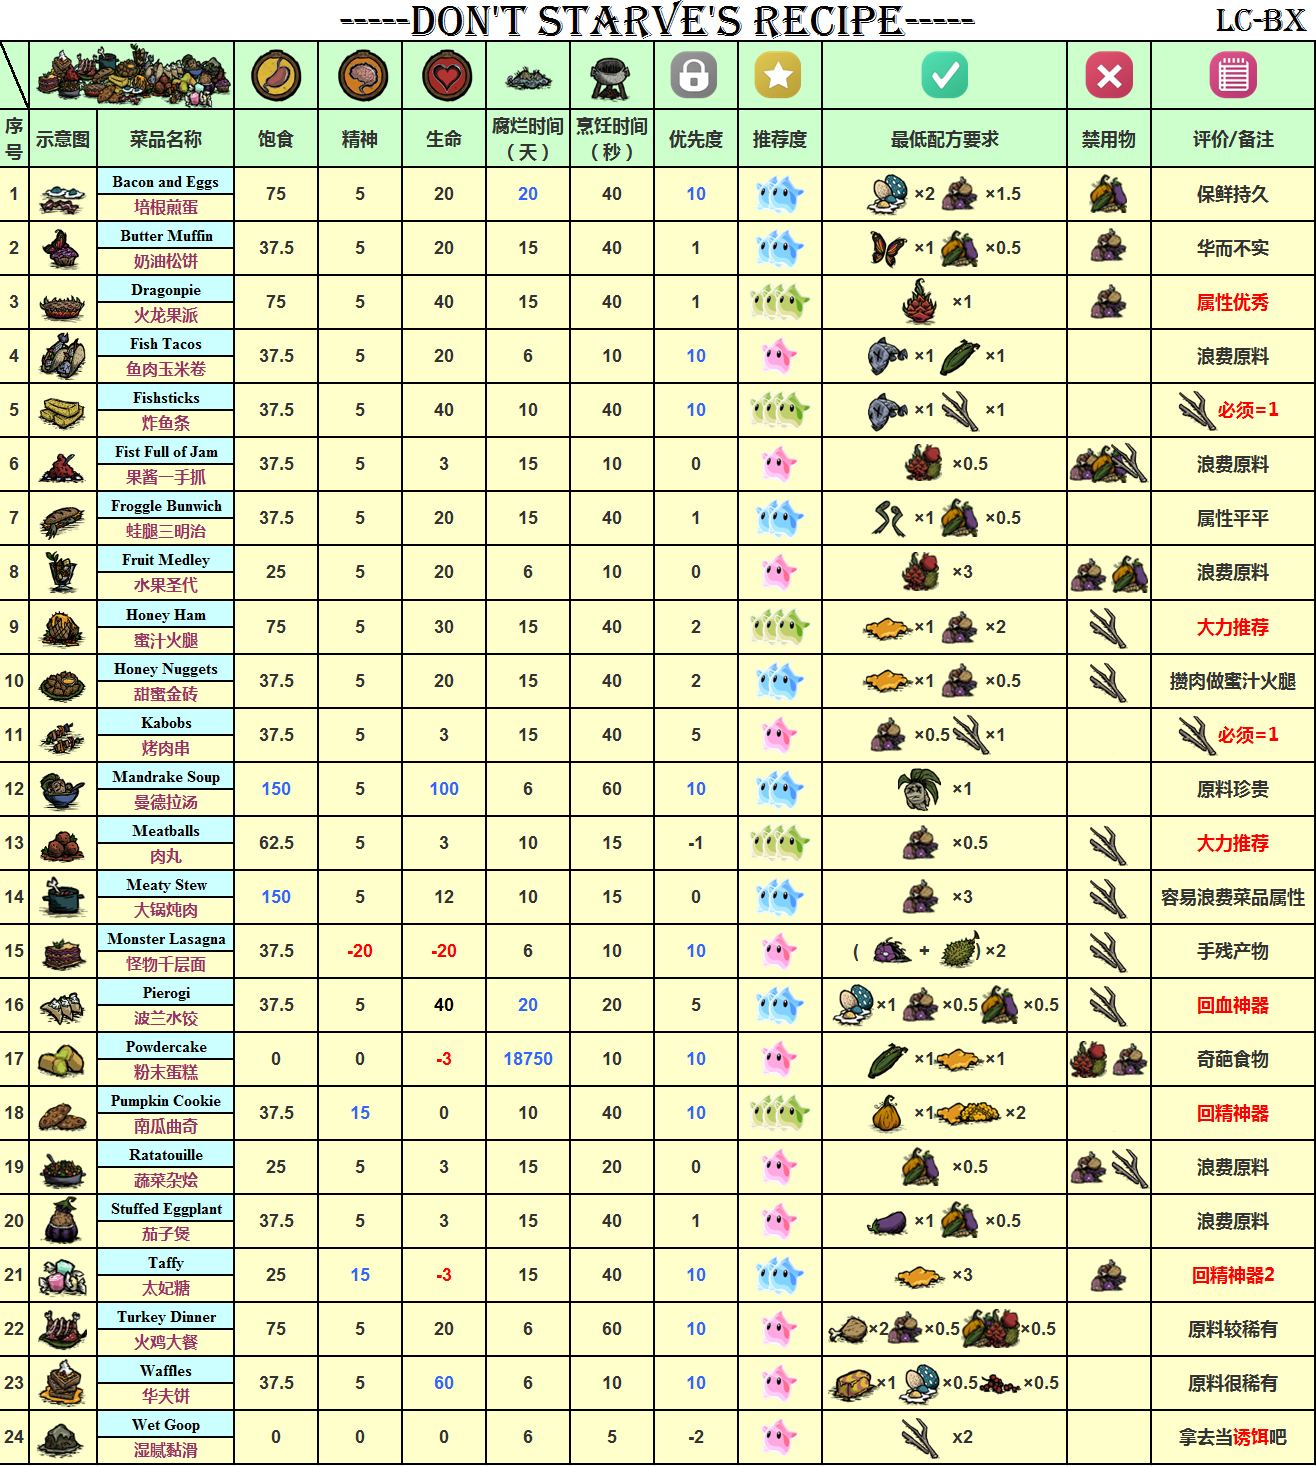 -----DON'T STARVE'S RECIPE-----
LC-BX
序号 示意图 菜品名称 饱食 精神 生命 腐烂时间（天） 烹饪时间（秒） 优先度 推荐度 最低配方要求 禁用物 评价/备注
1 Bacon and Eggs 培根煎蛋 75 5 20 20 40 10 ×2 ×1.5 保鲜持久
2 Butter Muffin 奶油松饼 37.5 5 20 15 40 1 ×1 ×0.5 华而不实
3 Dragonpie 火龙果派 75 5 40 15 40 1 ×1 属性优秀
4 Fish Tacos 鱼肉玉米卷 37.5 5 20 6 10 10 ×1 ×1 浪费原料
5 Fishsticks 炸鱼条 37.5 5 40 10 40 10 ×1 ×1 必须=1
6 Fist Full of Jam 果酱一手抓 37.5 5 3 15 10 0 ×0.5 浪费原料
7 Froggle Bunwich 蛙腿三明治 37.5 5 20 15 40 1 ×1 ×0.5 属性平平
8 Fruit Medley 水果圣代 25 5 20 6 10 0 ×3 浪费原料
9 Honey Ham 蜜汁火腿 75 5 30 15 40 2 ×1 ×2 大力推荐
10 Honey Nuggets 甜蜜金砖 37.5 5 20 15 40 2 ×1 ×0.5 攒肉做蜜汁火腿
11 Kabobs 烤肉串 37.5 5 3 15 40 5 ×0.5 ×1 必须=1
12 Mandrake Soup 曼德拉汤 150 5 100 6 60 10 ×1 原料珍贵
13 Meatballs 肉丸 62.5 5 3 10 15 -1 ×0.5 大力推荐
14 Meaty Stew 大锅炖肉 150 5 12 10 15 0 ×3 容易浪费菜品属性
15 Monster Lasagna 怪物千层面 37.5 -20 -20 6 10 10 ( + ) ×2 手残产物
16 Pierogi 波兰水饺 37.5 5 40 20 20 5 ×1 ×0.5 ×0.5 回血神器
17 Powdercake 粉末蛋糕 0 0 -3 18750 10 10 ×1 ×1 奇葩食物
18 Pumpkin Cookie 南瓜曲奇 37.5 15 0 10 40 10 ×1 ×2 回精神器
19 Ratatouille 蔬菜杂烩 25 5 3 15 20 0 ×0.5 浪费原料
20 Stuffed Eggplant 茄子煲 37.5 5 3 15 40 1 ×1 ×0.5 浪费原料
21 Taffy 太妃糖 25 15 -3 15 40 10 ×3 回精神器2
22 Turkey Dinner 火鸡大餐 75 5 20 6 60 10 ×2 ×0.5 ×0.5 原料较稀有
23 Waffles 华夫饼 37.5 5 60 6 10 10 ×1 ×0.5 ×0.5 原料很稀有
24 Wet Goop 湿腻黏滑 0 0 0 6 5 -2 x2 拿去当诱饵吧